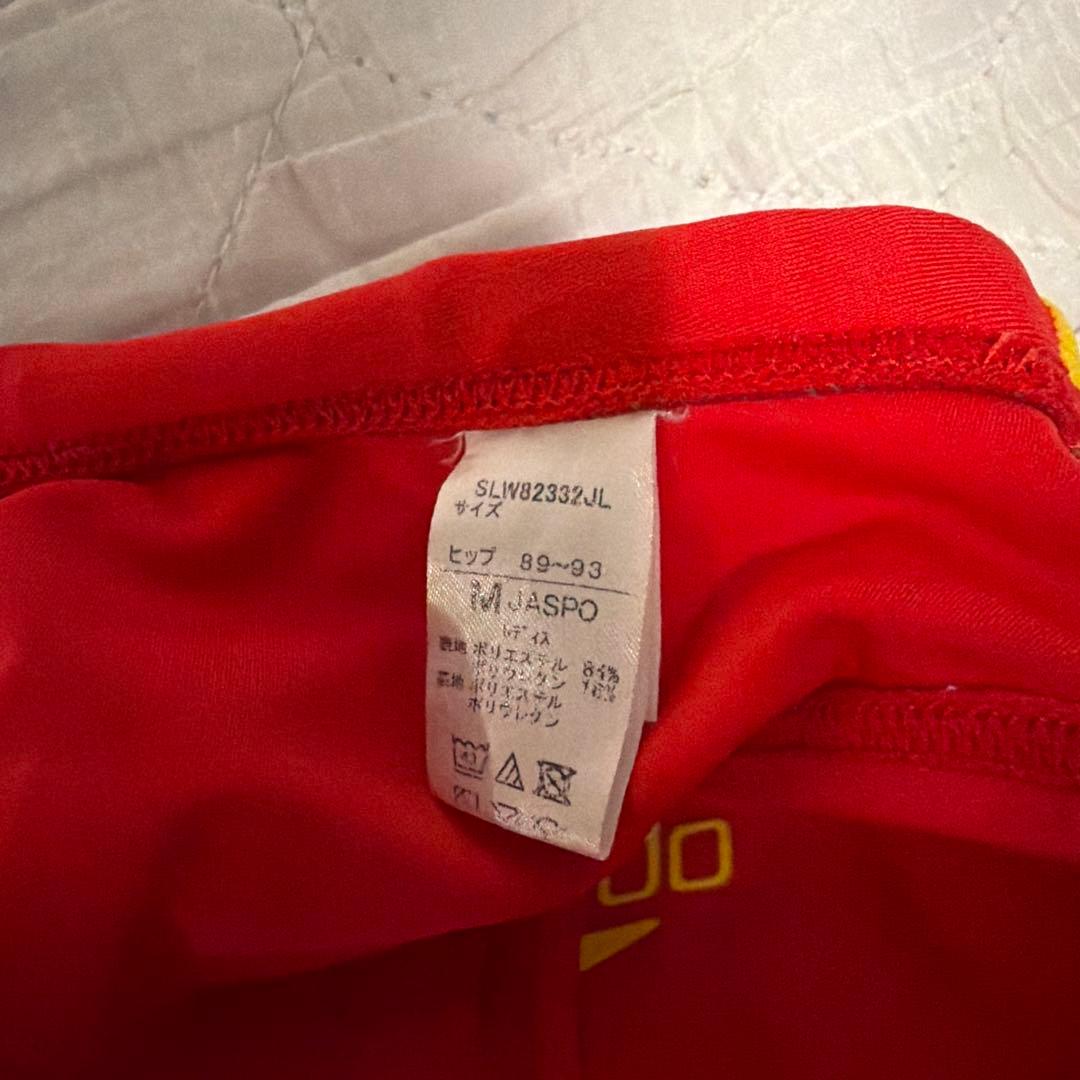 SLW82332JL
サイズ
ヒップ 89~93
M JASPO
レディス
表地 ポリエステル 84%
ポリウレタン 16%
裏地 ポリエステル
ポリウレタン